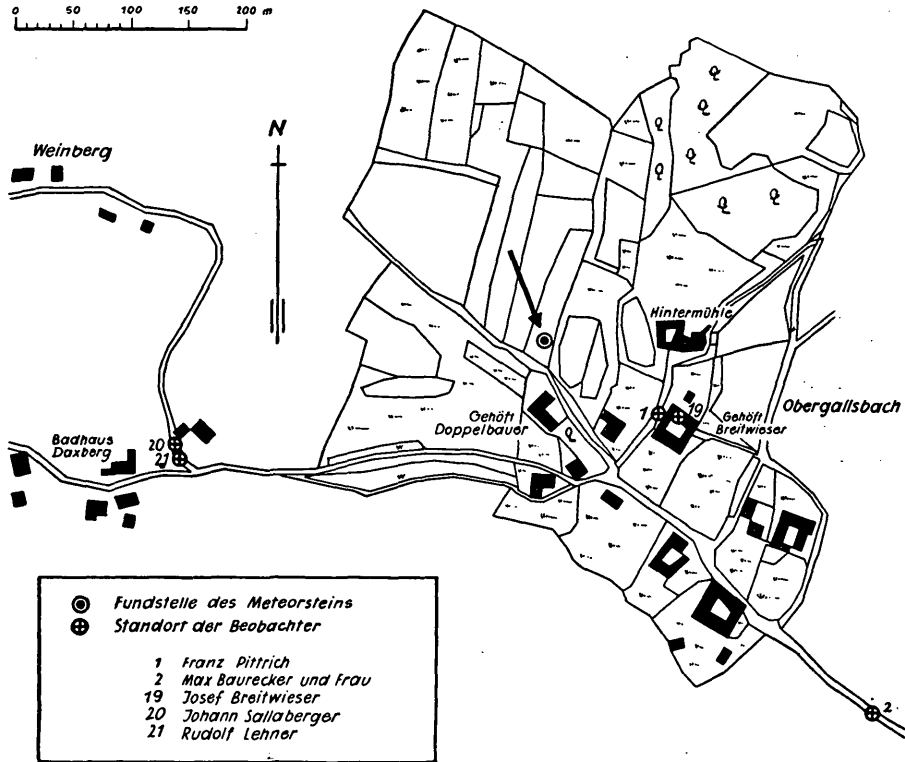 0 50 100 150 200 m
N
Weinberg
Hintermühle
1
19
Gehöft
Breitwieser
Obergallsbach
Gehöft
Doppelbauer
Badhaus
Daxberg
20
21
2
Fundstelle des Meteorsteins
Standort der Beobachter
1 Franz Pittrich
2 Max Baurecker und Frau
19 Josef Breitwieser
20 Johann Sallaberger
21 Rudolf Lehner